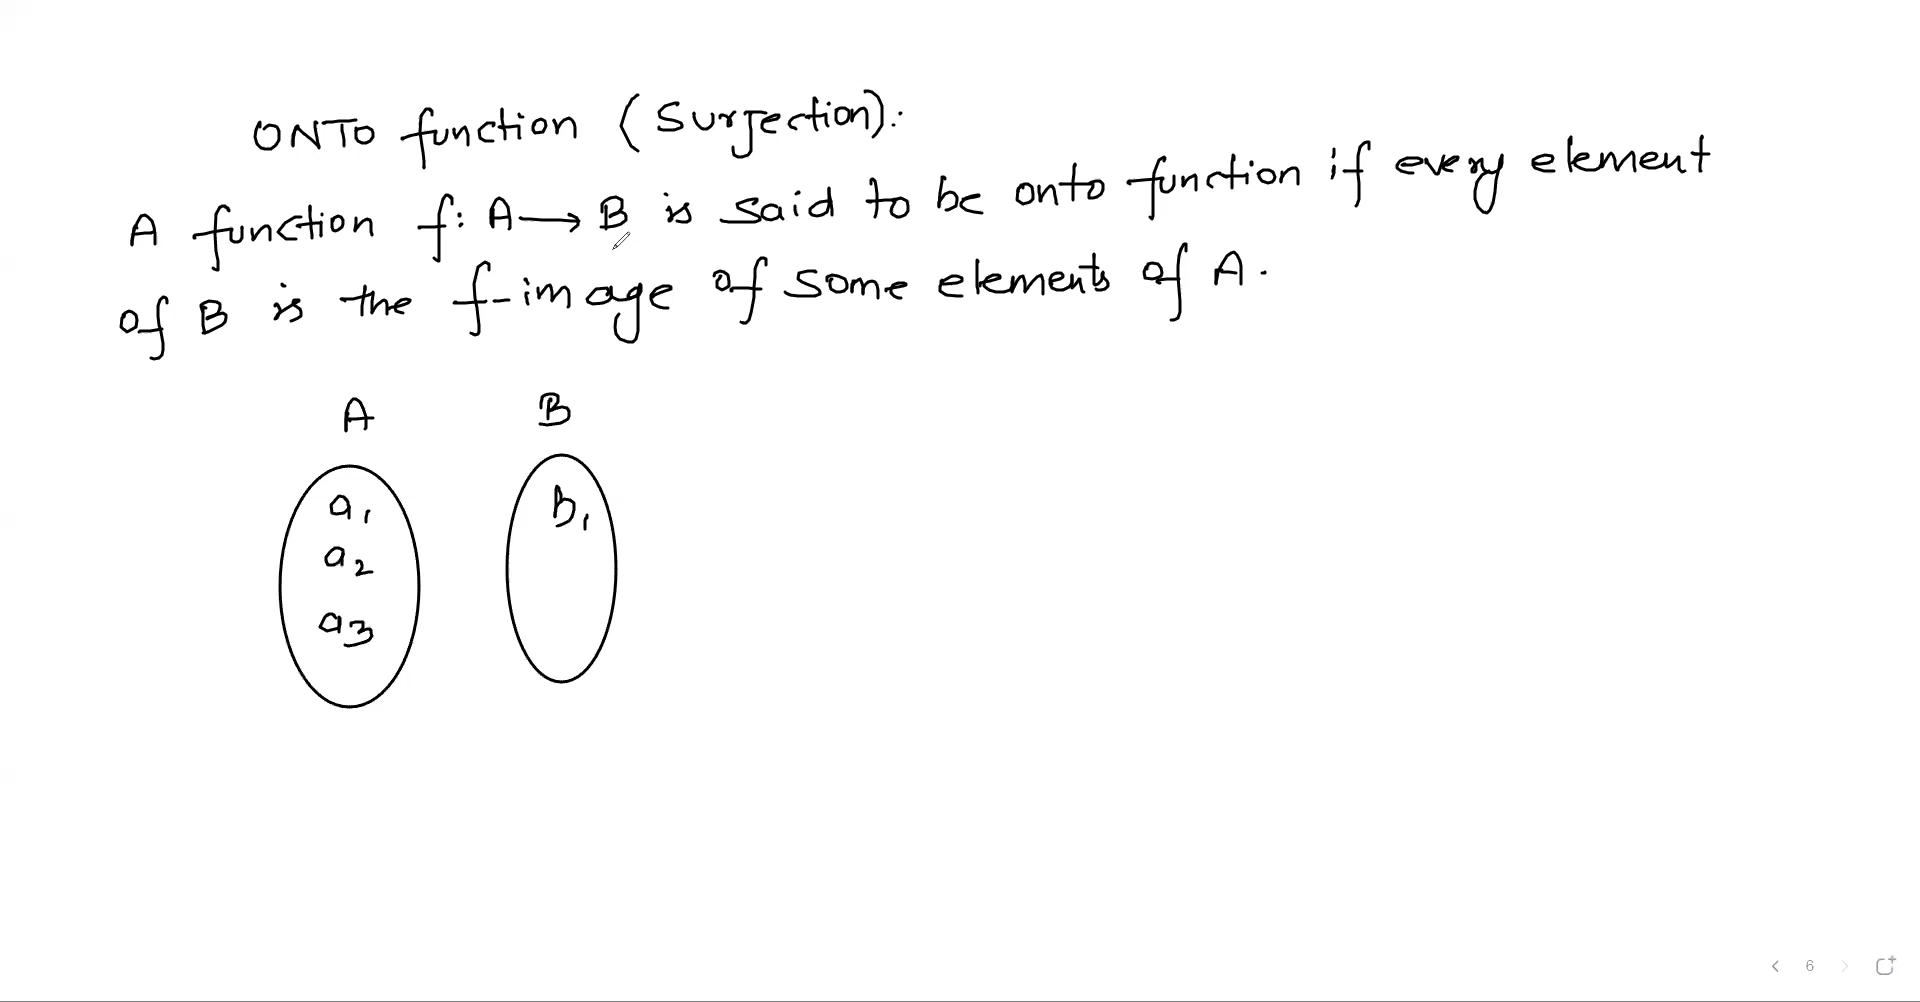 ONTO function (Surjection):
A function f: A → B is said to be onto function if every element
of B is the f-image of some elements of A.
A B
a₁ b₁
a₂
a₃
6